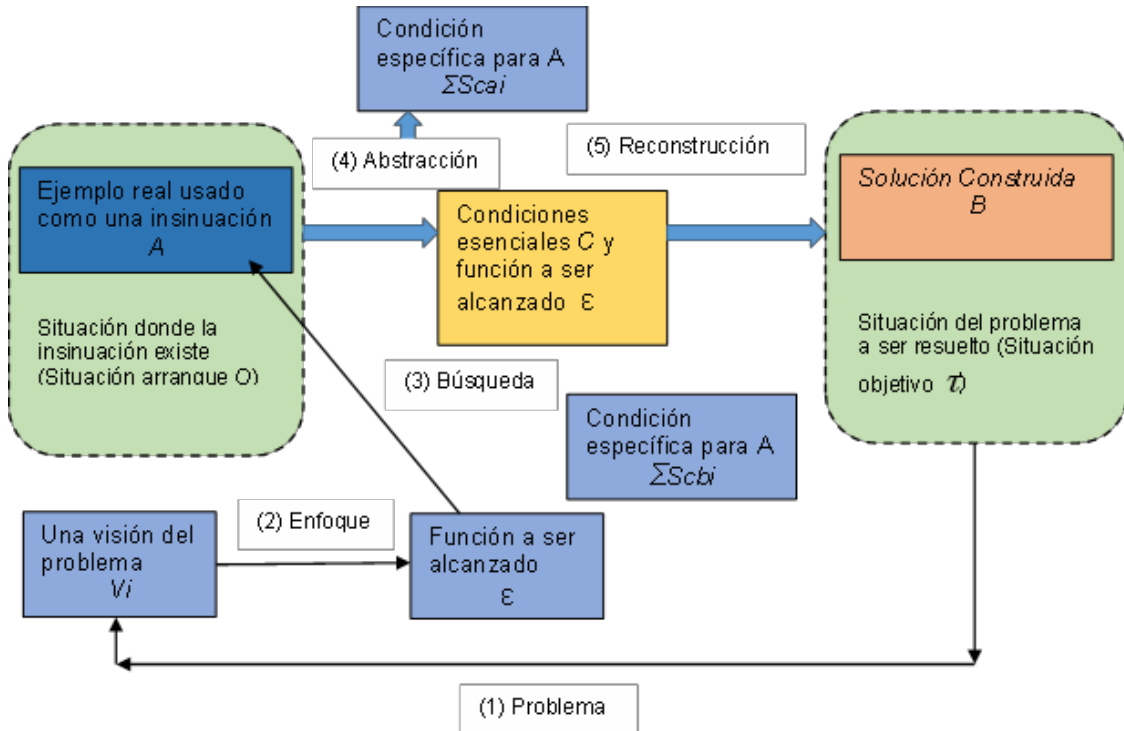 Condición
específica para A
ΣScai
(4) Abstracción
(5) Reconstrucción
Ejemplo real usado
como una insinuación
A
Situación donde la
insinuación existe
(Situación arranque O)
Condiciones
esenciales C y
función a ser
alcanzado ε
Solución Construida
B
Situación del problema
a ser resuelto (Situación
objetivo τ)
(3) Búsqueda
Condición
específica para A
ΣScbi
(2) Enfoque
Una visión del
problema
Vi
Función a ser
alcanzado
ε
(1) Problema